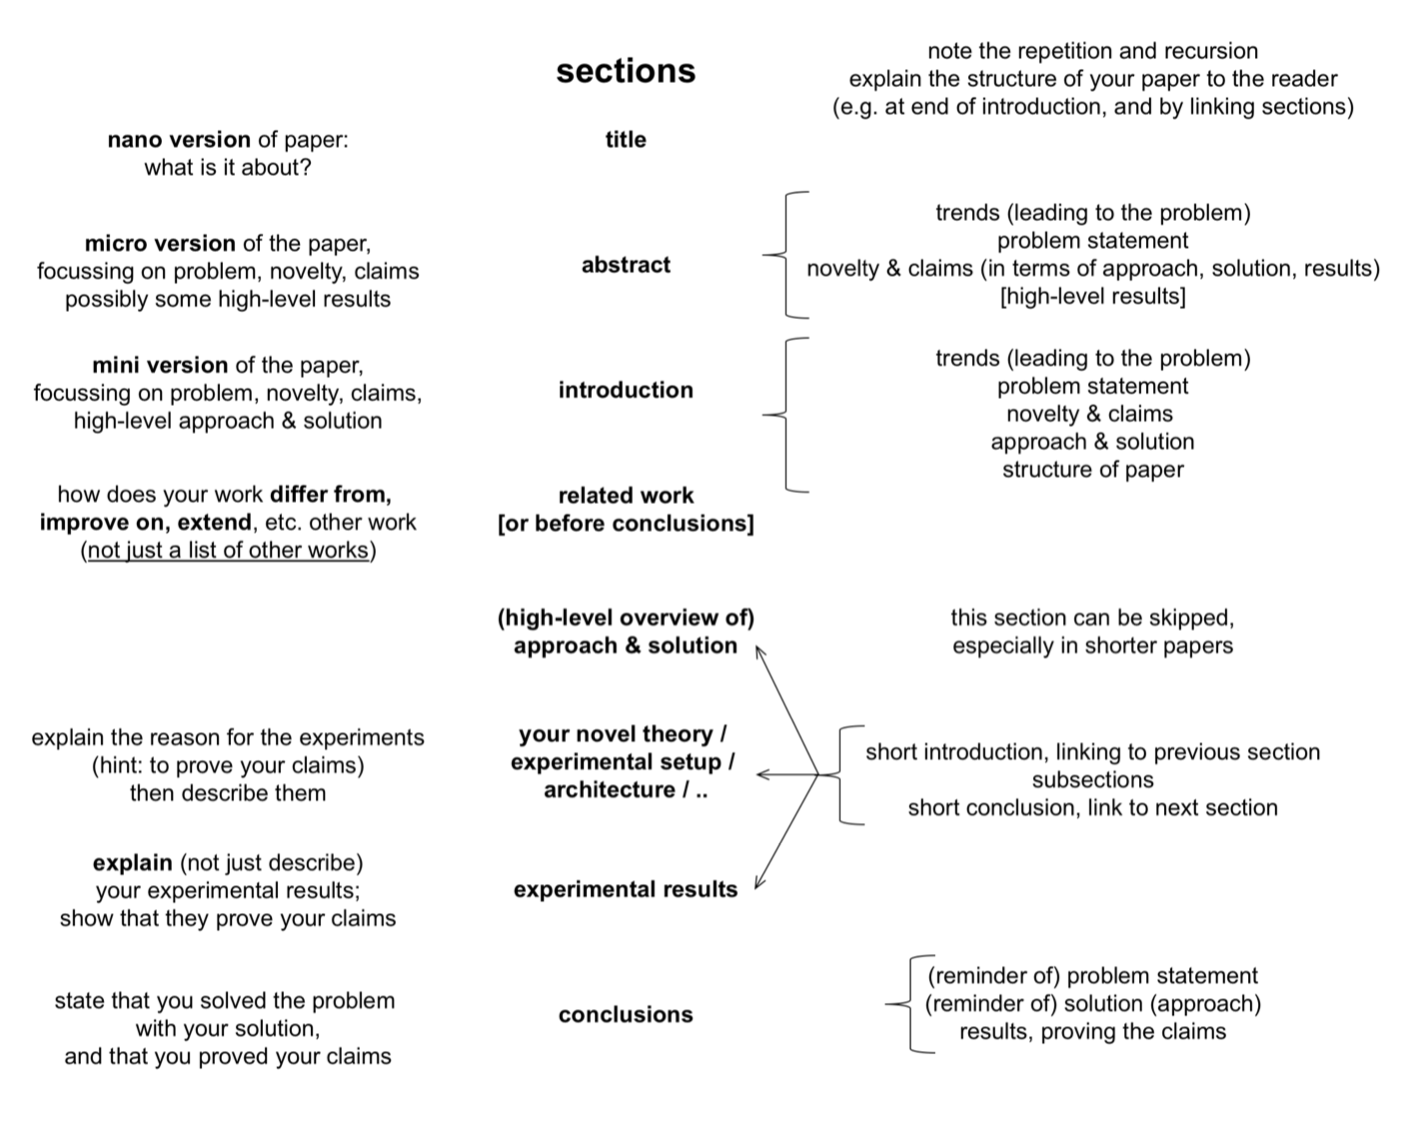 sections
note the repetition and recursion
explain the structure of your paper to the reader
(e.g. at end of introduction, and by linking sections)
nano version of paper:
what is it about?
title
micro version of the paper,
focussing on problem, novelty, claims
possibly some high-level results
abstract
trends (leading to the problem)
problem statement
novelty & claims (in terms of approach, solution, results)
[high-level results]
mini version of the paper,
focussing on problem, novelty, claims,
high-level approach & solution
introduction
trends (leading to the problem)
problem statement
novelty & claims
approach & solution
structure of paper
how does your work differ from,
improve on, extend, etc. other work
(not just a list of other works)
related work
[or before conclusions]
(high-level overview of)
approach & solution
this section can be skipped,
especially in shorter papers
explain the reason for the experiments
(hint: to prove your claims)
then describe them
your novel theory /
experimental setup /
architecture / ..
short introduction, linking to previous section
subsections
short conclusion, link to next section
explain (not just describe)
your experimental results;
show that they prove your claims
experimental results
state that you solved the problem
with your solution,
and that you proved your claims
conclusions
(reminder of) problem statement
(reminder of) solution (approach)
results, proving the claims